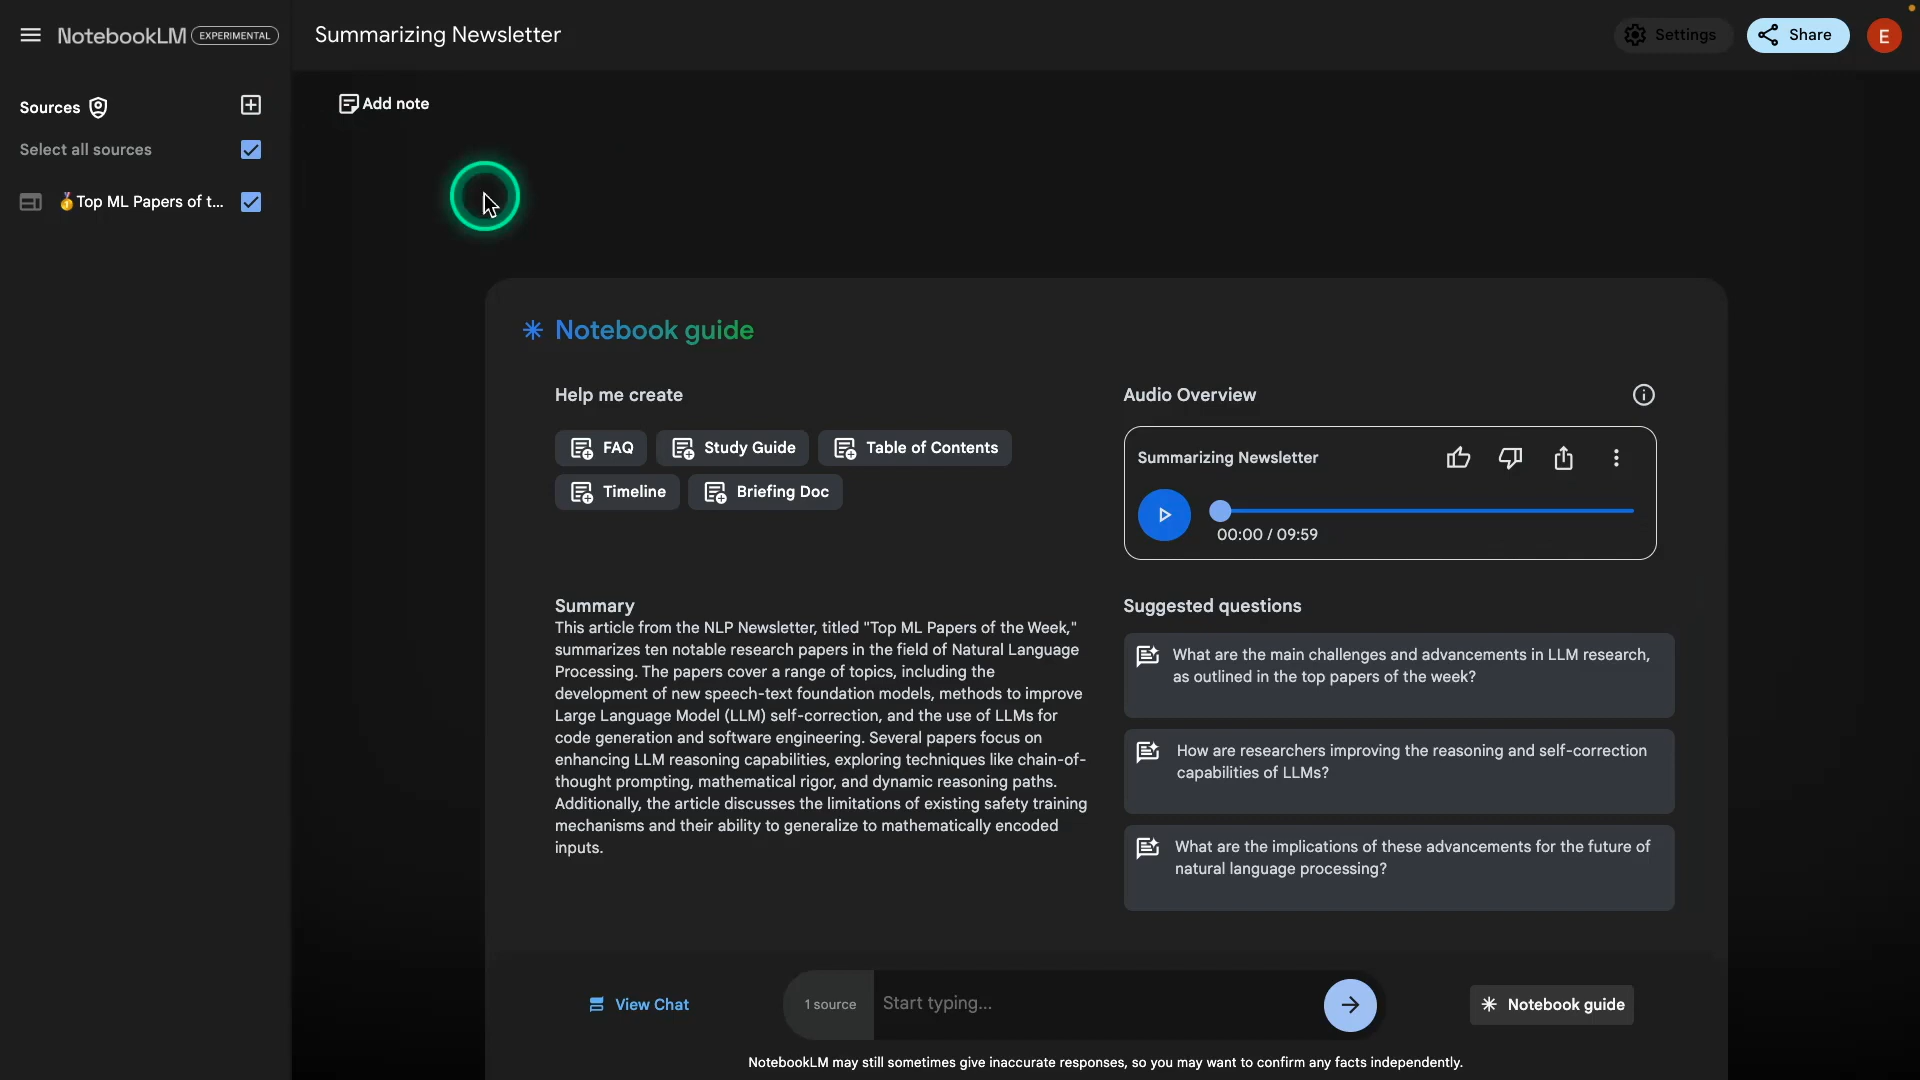 NotebookLM EXPERIMENTAL
Summarizing Newsletter
Settings
Share
E
Sources
Select all sources
Top ML Papers of t...
Add note
Notebook guide
Help me create
FAQ
Study Guide
Table of Contents
Timeline
Briefing Doc
Audio Overview
Summarizing Newsletter
00:00 / 09:59
Summary
This article from the NLP Newsletter, titled "Top ML Papers of the Week,"
summarizes ten notable research papers in the field of Natural Language
Processing. The papers cover a range of topics, including the
development of new speech-text foundation models, methods to improve
Large Language Model (LLM) self-correction, and the use of LLMs for
code generation and software engineering. Several papers focus on
enhancing LLM reasoning capabilities, exploring techniques like chain-of-
thought prompting, mathematical rigor, and dynamic reasoning paths.
Additionally, the article discusses the limitations of existing safety training
mechanisms and their ability to generalize to mathematically encoded
inputs.
Suggested questions
What are the main challenges and advancements in LLM research,
as outlined in the top papers of the week?
How are researchers improving the reasoning and self-correction
capabilities of LLMs?
What are the implications of these advancements for the future of
natural language processing?
View Chat
1 source
Start typing...
Notebook guide
NotebookLM may still sometimes give inaccurate responses, so you may want to confirm any facts independently.